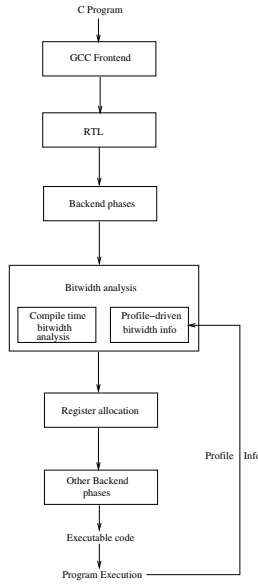 C Program
GCC Frontend
RTL
Backend phases
Bitwidth analysis
Compile time
bitwidth
analysis
Profile−driven
bitwidth info
Register allocation
Profile Info
Other Backend
phases
Executable code
Program Execution